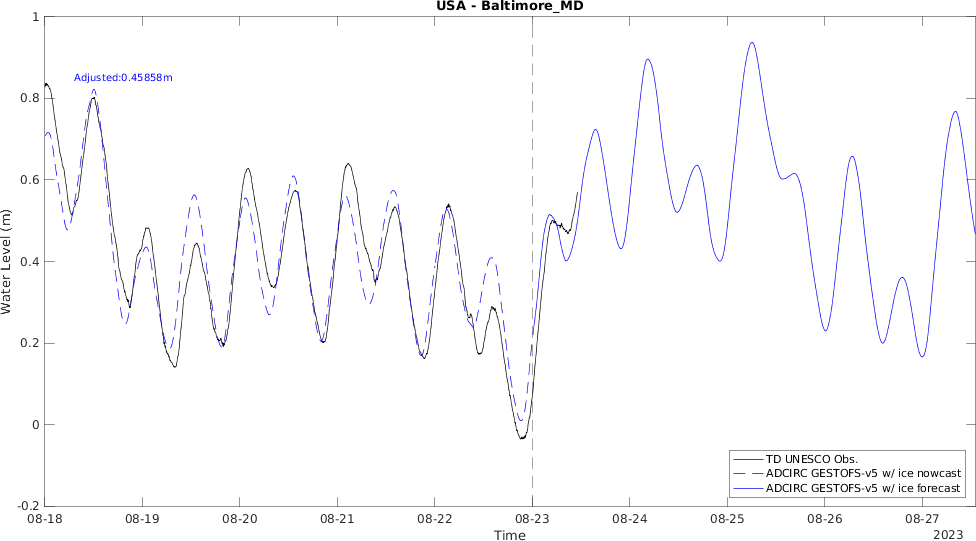 USA - Baltimore_MD
Adjusted:0.45858m
Water Level (m)
1
0.8
0.6
0.4
0.2
0
-0.2
TD UNESCO Obs.
ADCIRC GESTOFS-v5 w/ ice nowcast
ADCIRC GESTOFS-v5 w/ ice forecast
08-18 08-19 08-20 08-21 08-22 08-23 08-24 08-25 08-26 08-27
Time
2023